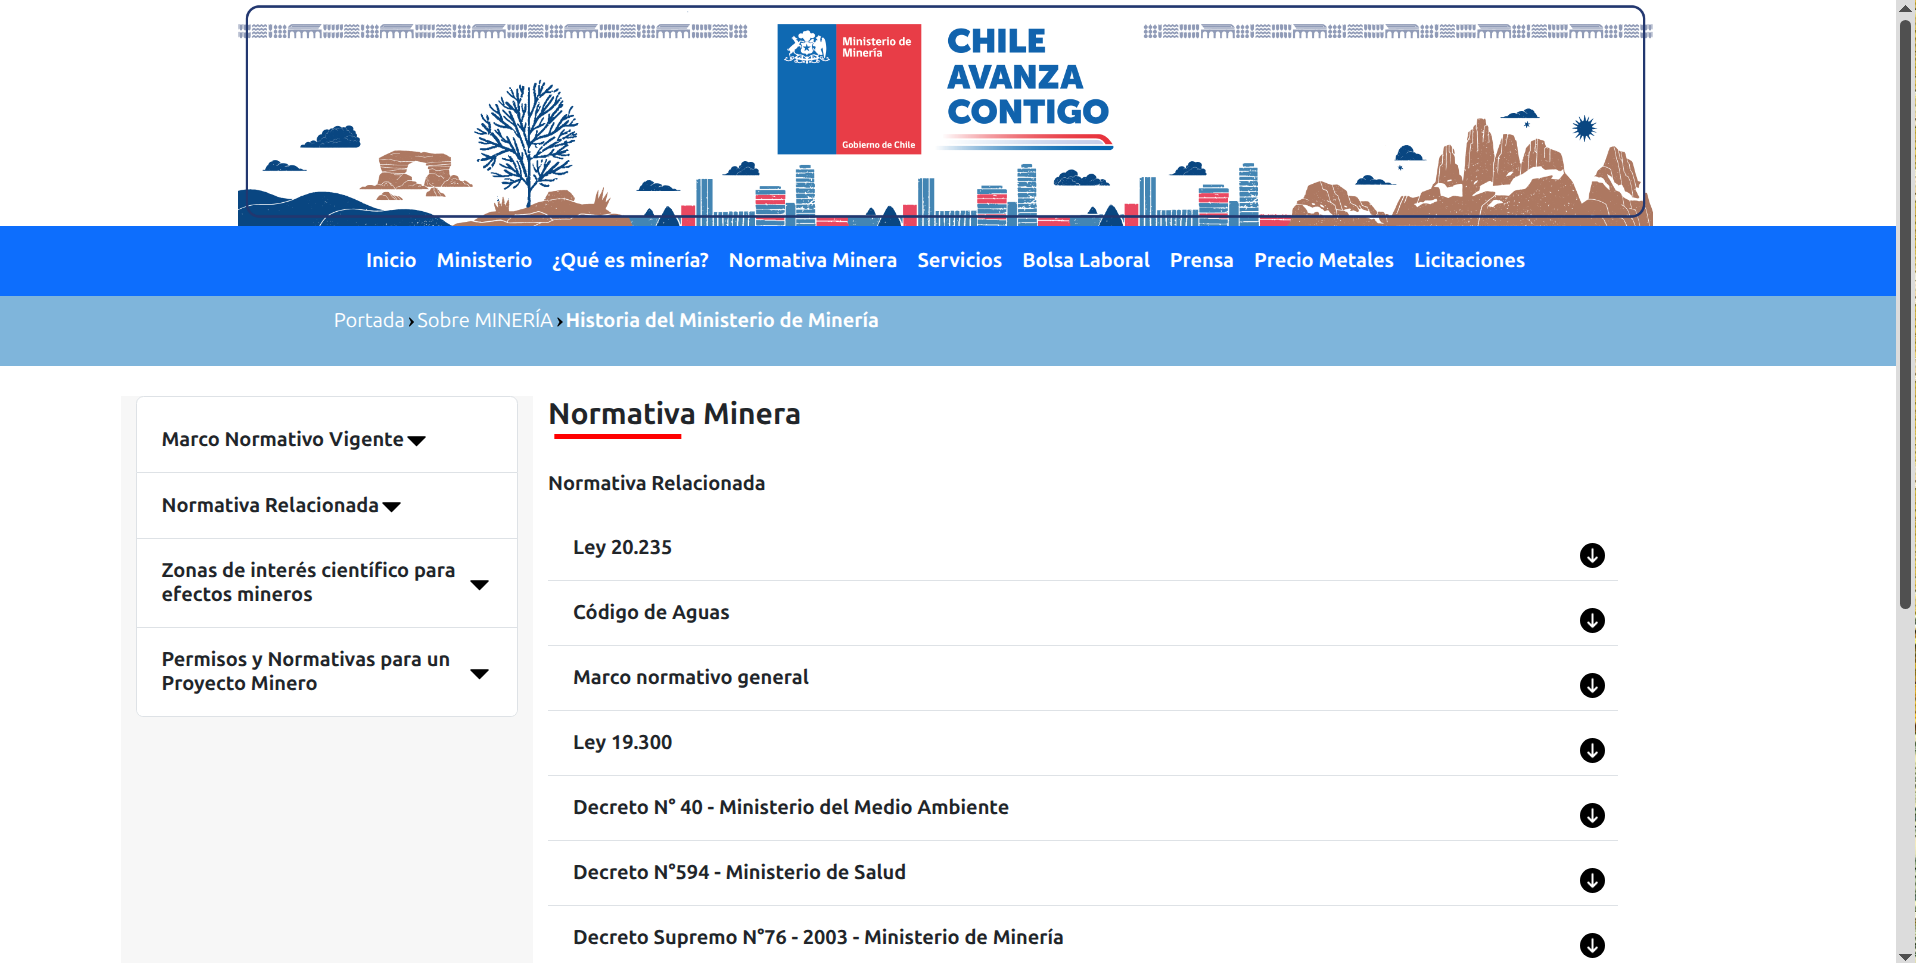 Ministerio de
Minería
Gobierno de Chile
CHILE
AVANZA
CONTIGO
Inicio Ministerio ¿Qué es minería? Normativa Minera Servicios Bolsa Laboral Prensa Precio Metales Licitaciones
Portada › Sobre MINERÍA › Historia del Ministerio de Minería
Marco Normativo Vigente
Normativa Relacionada
Zonas de interés científico para
efectos mineros
Permisos y Normativas para un
Proyecto Minero
Normativa Minera
Normativa Relacionada
Ley 20.235
Código de Aguas
Marco normativo general
Ley 19.300
Decreto N° 40 - Ministerio del Medio Ambiente
Decreto N°594 - Ministerio de Salud
Decreto Supremo N°76 - 2003 - Ministerio de Minería